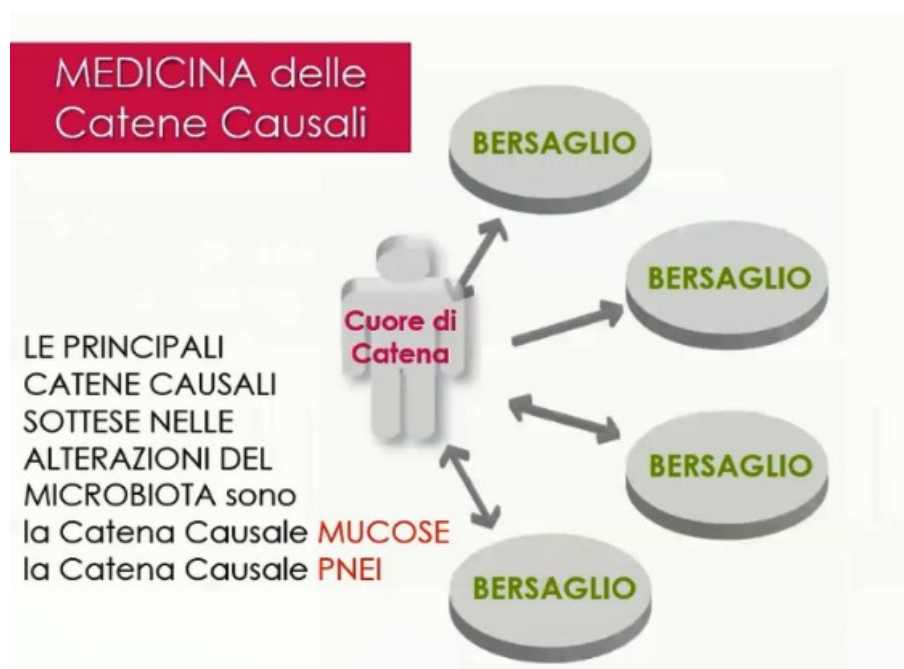 MEDICINA delle
Catene Causali
BERSAGLIO
BERSAGLIO
Cuore di
Catena
LE PRINCIPALI
CATENE CAUSALI
SOTTESE NELLE
ALTERAZIONI DEL
MICROBIOTA sono
la Catena Causale MUCOSE
la Catena Causale PNEI
BERSAGLIO
BERSAGLIO